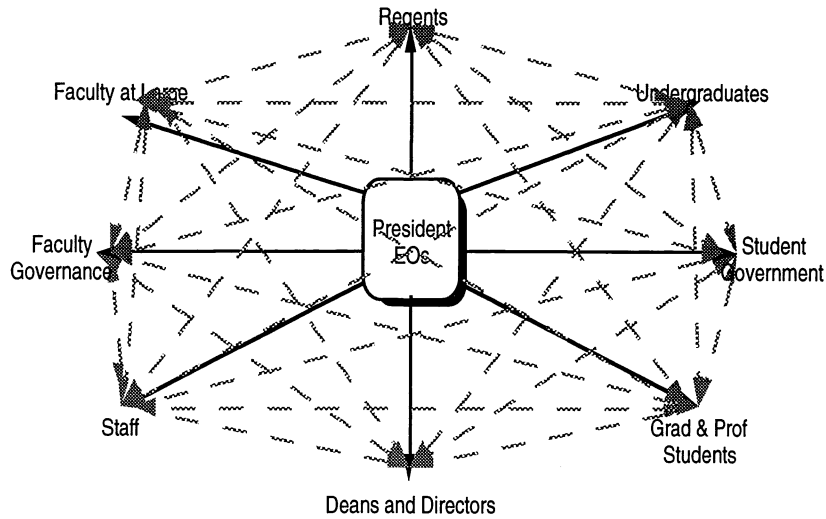 Regents
Faculty at Large
Undergraduates
President
EOs
Faculty
Governance
Student
Government
Staff
Grad & Prof
Students
Deans and Directors